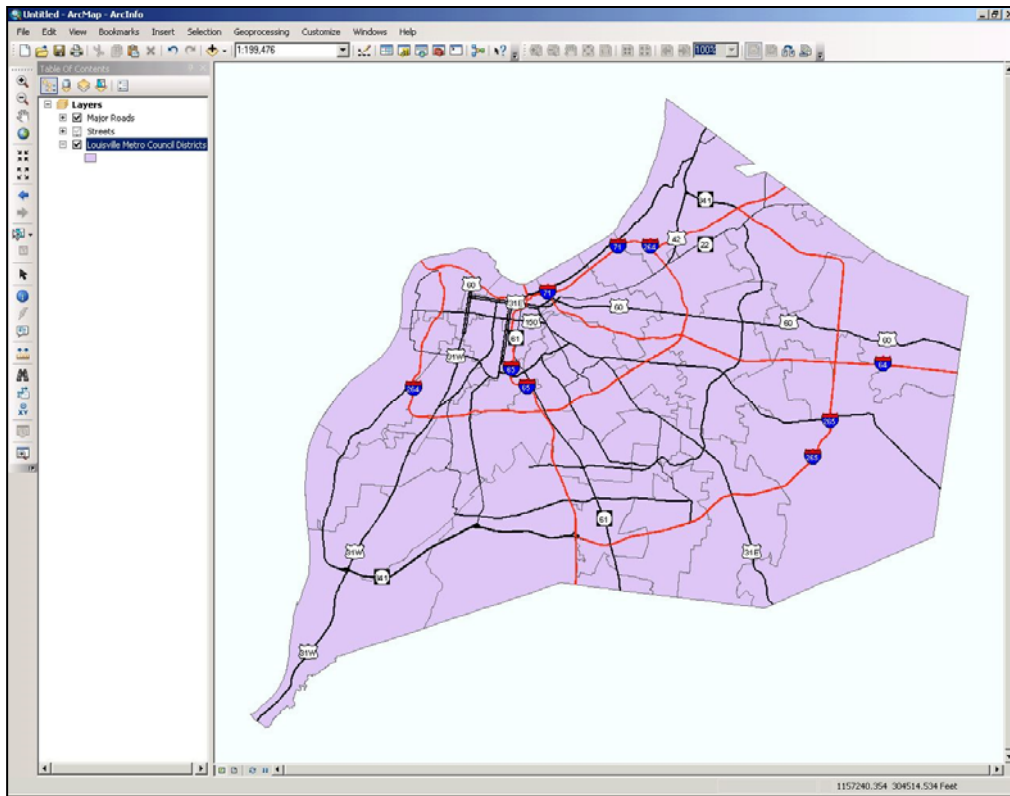 Untitled - ArcMap - ArcInfo
File Edit View Bookmarks Insert Selection Geoprocessing Customize Windows Help
1:199,476
100%
Table Of Contents
Layers
Major Roads
Streets
Louisville Metro Council Districts
841
42
22
71
264
60
71
31E
60
150
60
61
60
31W
64
65
264
65
265
265
61
31W
31E
841
31W
1157240.354 304514.534 Feet